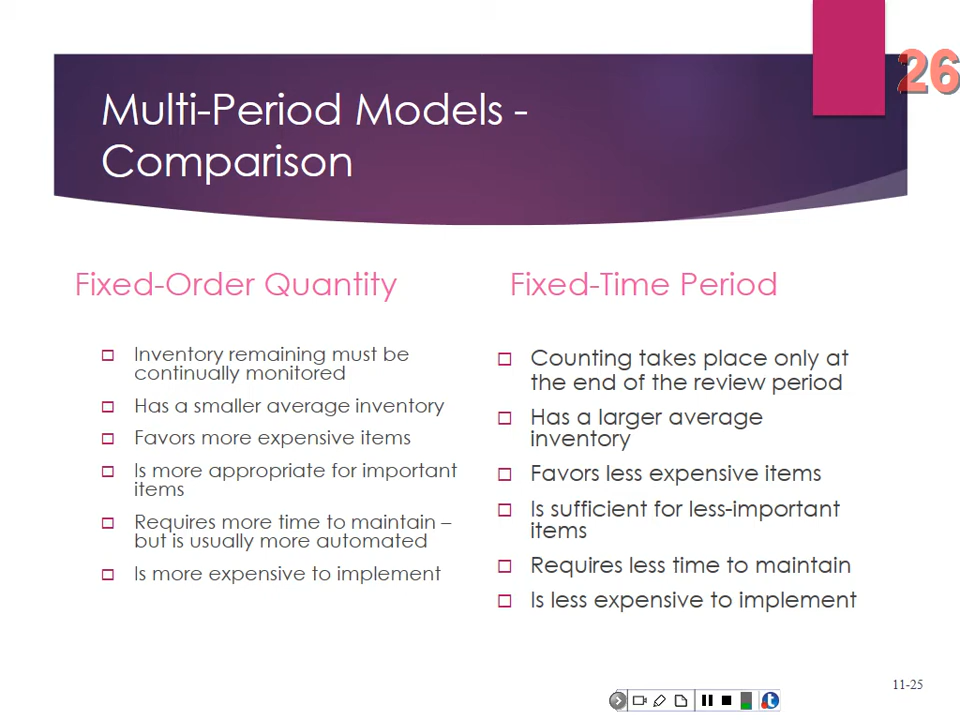 26
Multi-Period Models -
Comparison
Fixed-Order Quantity
Inventory remaining must be
continually monitored
Has a smaller average inventory
Favors more expensive items
Is more appropriate for important
items
Requires more time to maintain –
but is usually more automated
Is more expensive to implement
Fixed-Time Period
Counting takes place only at
the end of the review period
Has a larger average
inventory
Favors less expensive items
Is sufficient for less-important
items
Requires less time to maintain
Is less expensive to implement
11-25
t